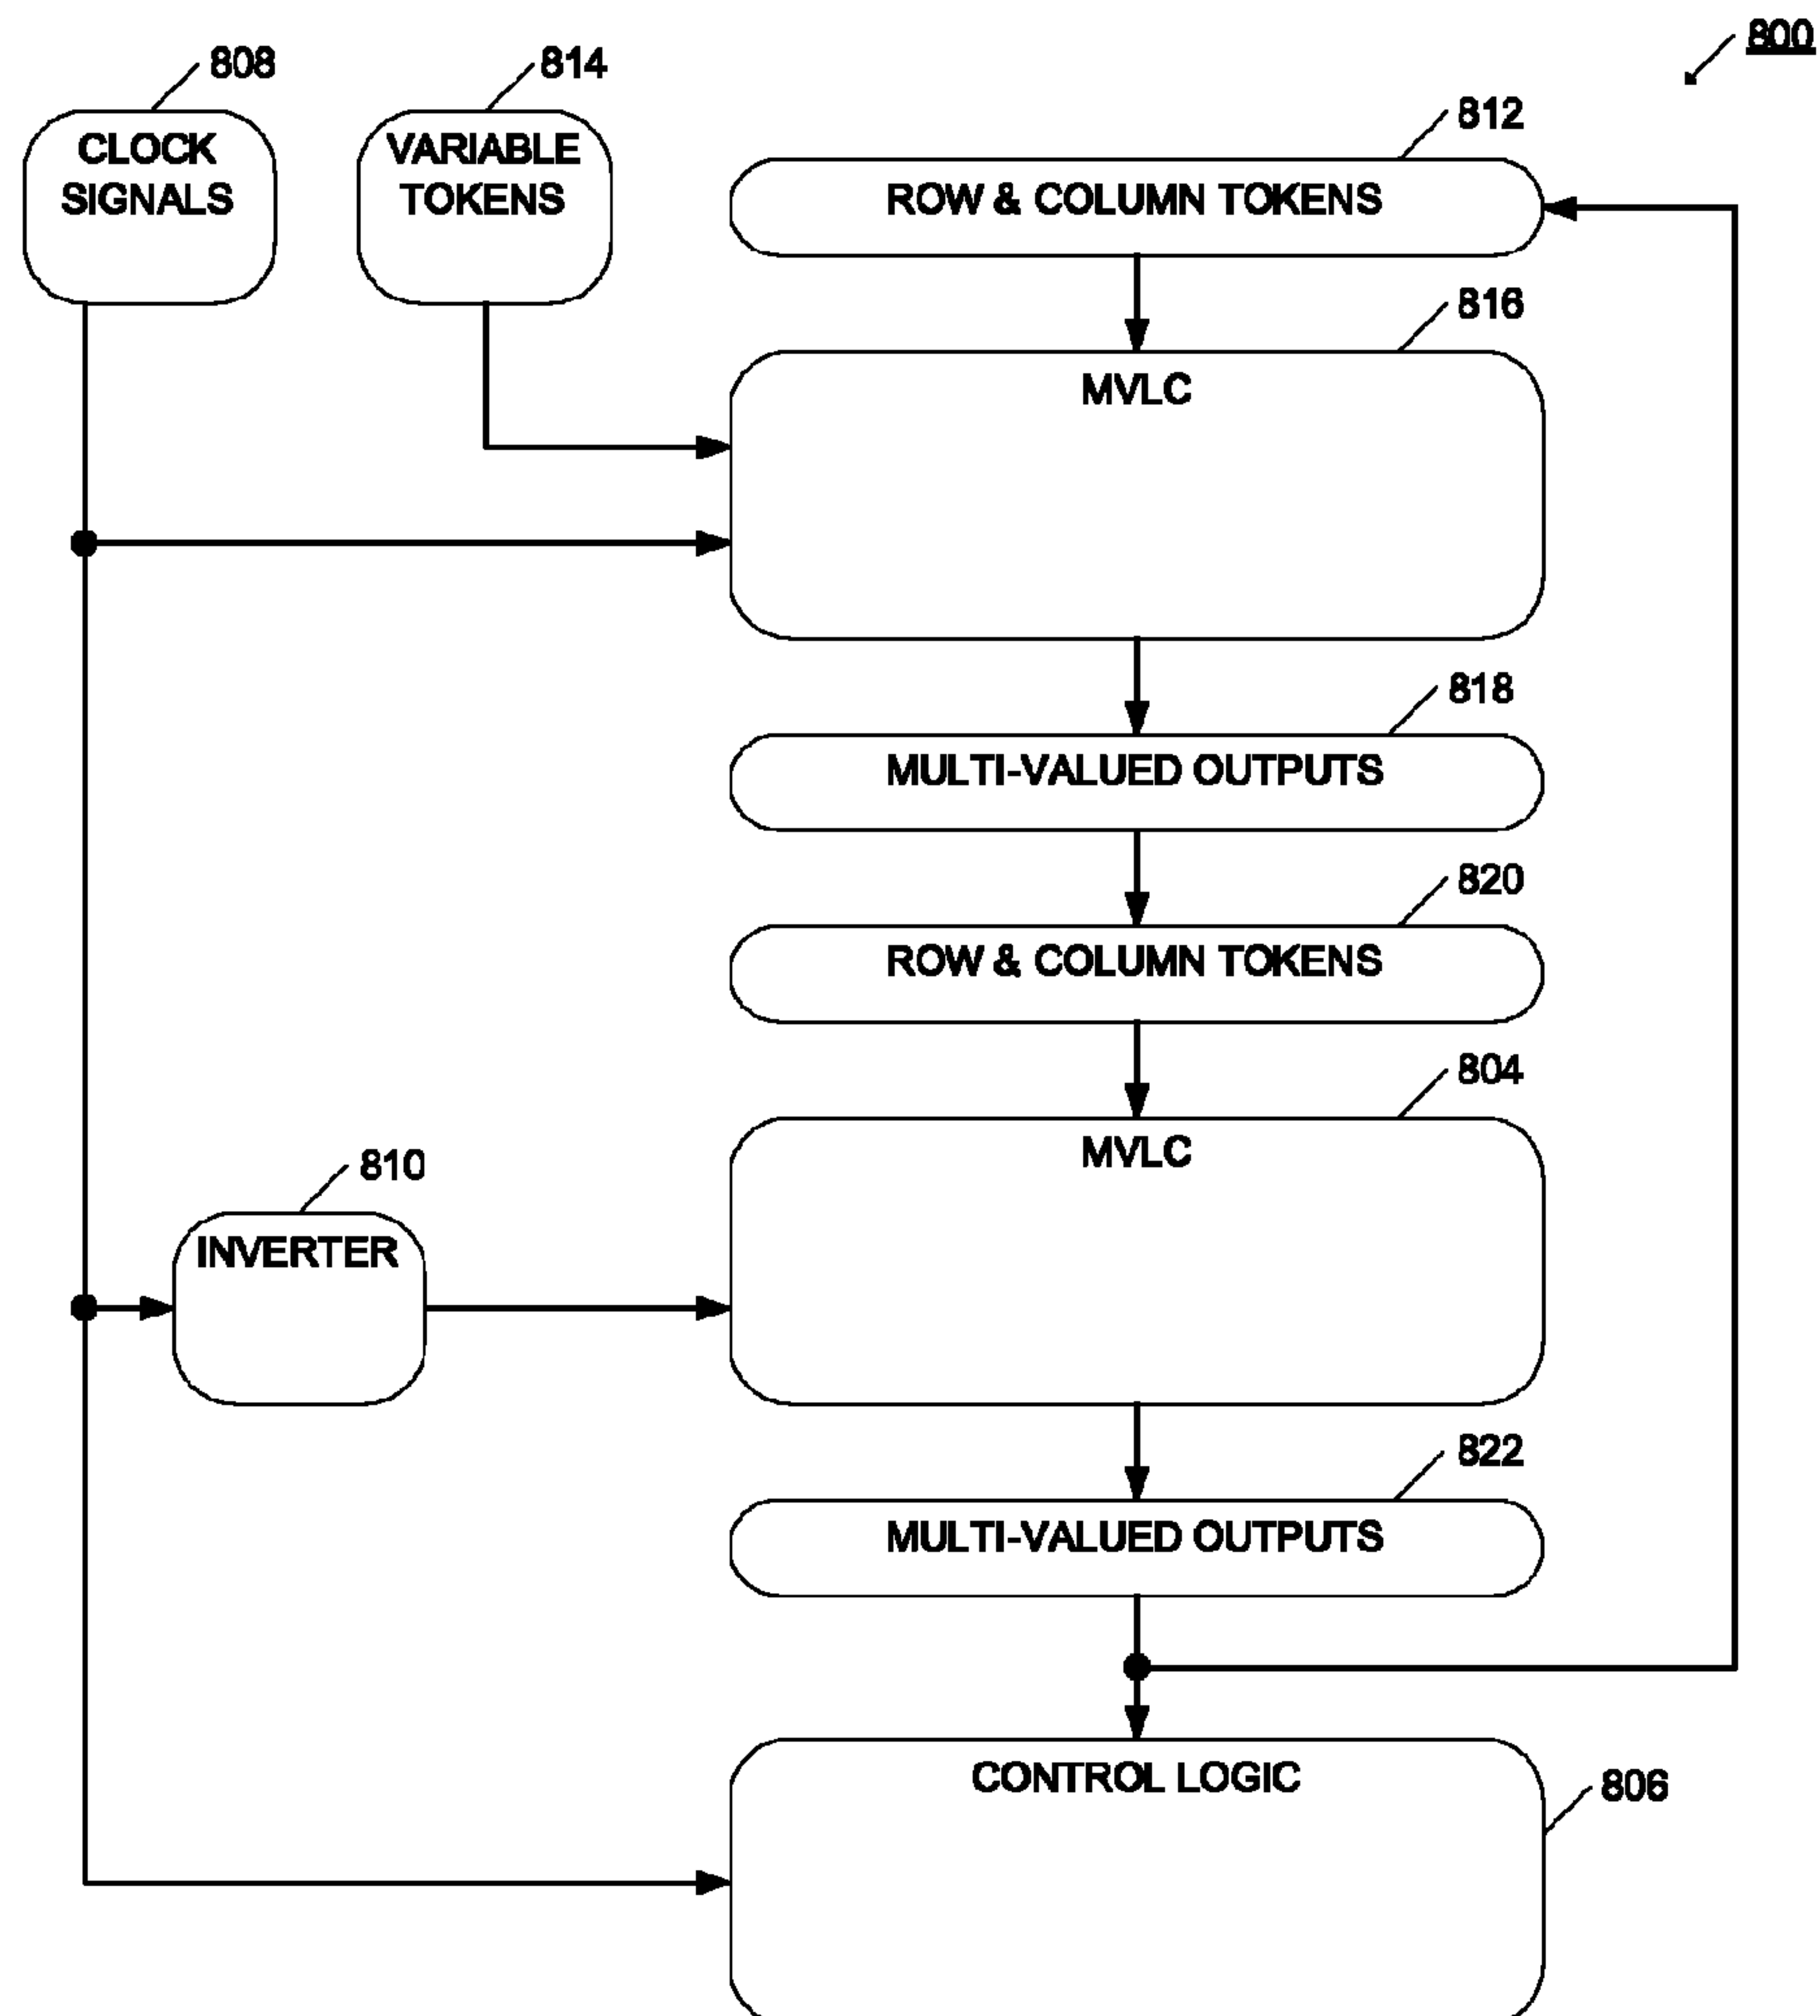 800
808
814
812
CLOCK
SIGNALS
VARIABLE
TOKENS
ROW & COLUMN TOKENS
816
MVLC
818
MULTI-VALUED OUTPUTS
820
ROW & COLUMN TOKENS
804
MVLC
810
INVERTER
822
MULTI-VALUED OUTPUTS
CONTROL LOGIC
806